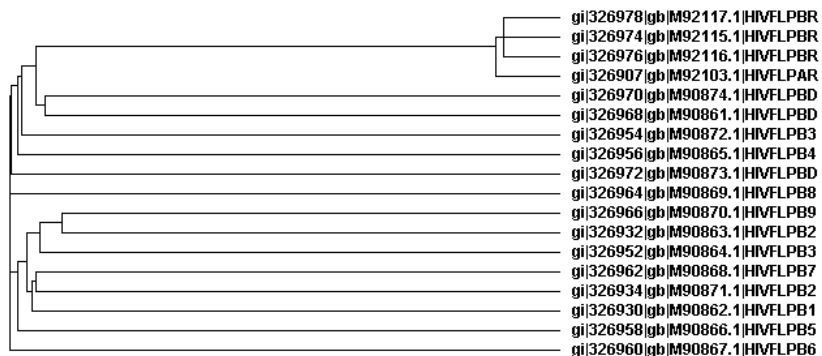 gi|326978|gb|M92117.1|HIVFLPBR
gi|326974|gb|M92115.1|HIVFLPBR
gi|326976|gb|M92116.1|HIVFLPBR
gi|326907|gb|M92103.1|HIVFLPAR
gi|326970|gb|M90874.1|HIVFLPBD
gi|326968|gb|M90861.1|HIVFLPBD
gi|326954|gb|M90872.1|HIVFLPB3
gi|326956|gb|M90865.1|HIVFLPB4
gi|326972|gb|M90873.1|HIVFLPBD
gi|326964|gb|M90869.1|HIVFLPB8
gi|326966|gb|M90870.1|HIVFLPB9
gi|326932|gb|M90863.1|HIVFLPB2
gi|326952|gb|M90864.1|HIVFLPB3
gi|326962|gb|M90868.1|HIVFLPB7
gi|326934|gb|M90871.1|HIVFLPB2
gi|326930|gb|M90862.1|HIVFLPB1
gi|326958|gb|M90866.1|HIVFLPB5
gi|326960|gb|M90867.1|HIVFLPB6